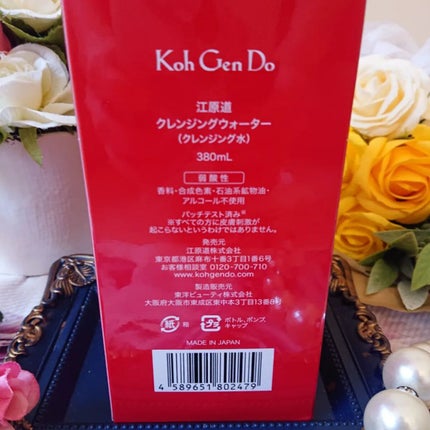 Koh Gen Do
江原道
クレンジングウォーター
(クレンジング水)
380mL
弱酸性
香料・合成色素・石油系鉱物油・
アルコール不使用
パッチテスト済み※
※すべての方に皮膚刺激が
起こらないというわけではありません。
発売元
江原道株式会社
東京都港区麻布十番3丁目1番6号
お客様相談室 0120-700-710
www.kohgendo.com
製造販売元
東洋ビューティ株式会社
大阪府大阪市東成区東中本3丁目13番8号
紙 箱
プラ ボトル、ポンプ、
キャップ
MADE IN JAPAN
4 589651 802479